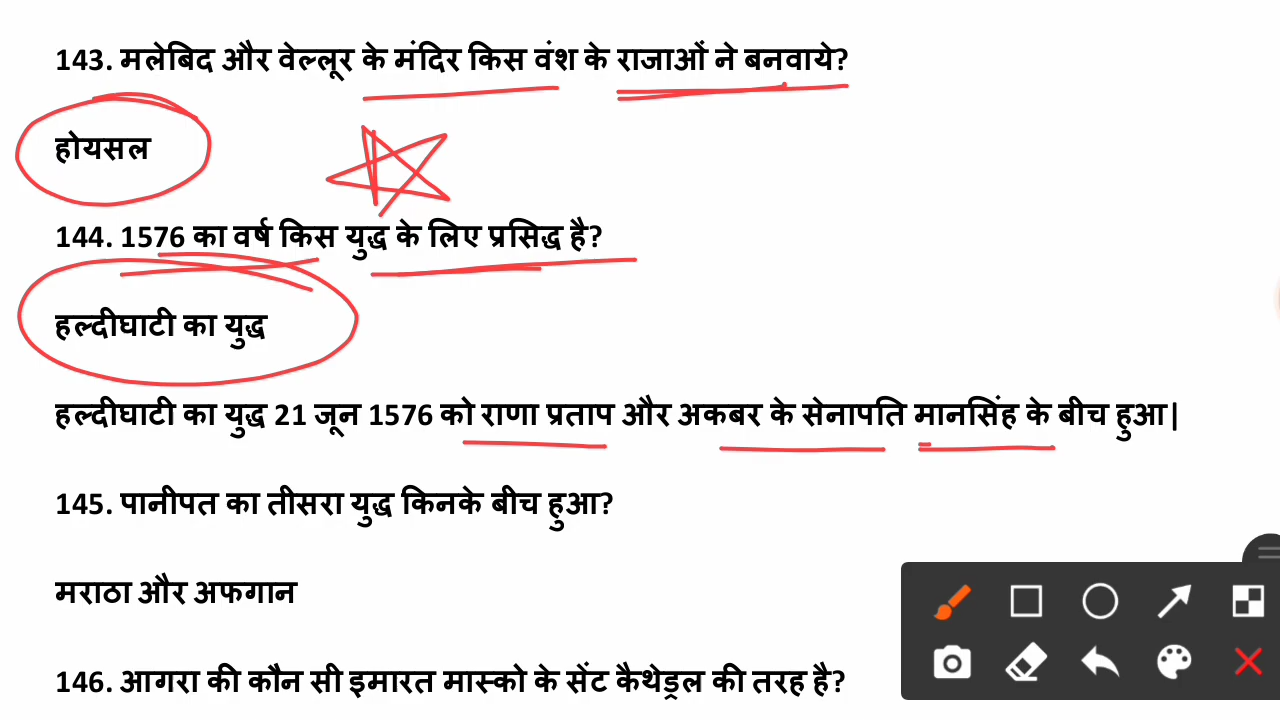 143. मलेबिद और वेल्लूर के मंदिर किस वंश के राजाओं ने बनवाये?
होयसल
144. 1576 का वर्ष किस युद्ध के लिए प्रसिद्ध है?
हल्दीघाटी का युद्ध
हल्दीघाटी का युद्ध 21 जून 1576 को राणा प्रताप और अकबर के सेनापति मानसिंह के बीच हुआ|
145. पानीपत का तीसरा युद्ध किनके बीच हुआ?
मराठा और अफगान
146. आगरा की कौन सी इमारत मास्को के सेंट कैथेड्रल की तरह है?